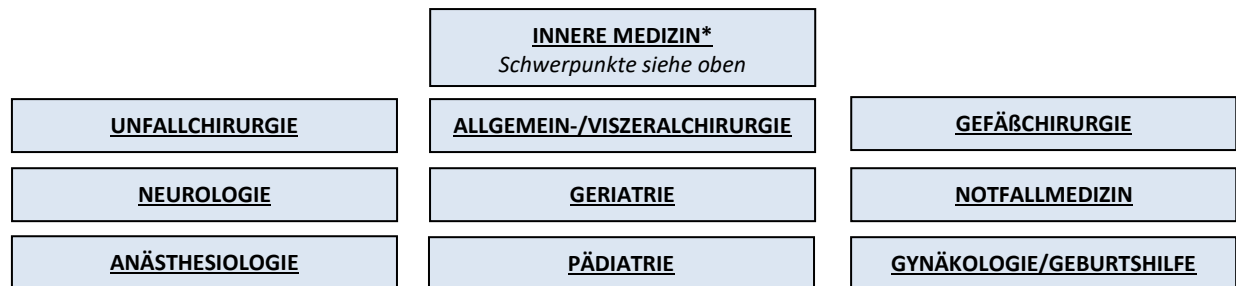 INNERE MEDIZIN*
Schwerpunkte siehe oben
UNFALLCHIRURGIE
ALLGEMEIN-/VISZERALCHIRURGIE
GEFÄßCHIRURGIE
NEUROLOGIE
GERIATRIE
NOTFALLMEDIZIN
ANÄSTHESIOLOGIE
PÄDIATRIE
GYNÄKOLOGIE/GEBURTSHILFE